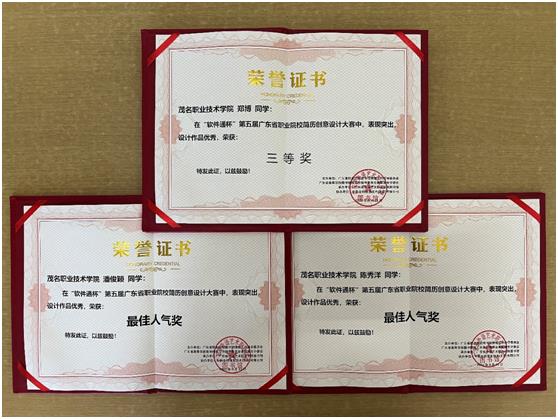 荣誉证书
HONORARY CREDENTIAL
茂名职业技术学院 郑博 同学：
在“软件通杯”第五届广东省职业院校简历创意设计大赛中，表现突出，
设计作品优秀，荣获：
三等奖
特发此证，以兹鼓励！
荣誉证书
HONORARY CREDENTIAL
茂名职业技术学院 潘俊颖 同学：
在“软件通杯”第五届广东省职业院校简历创意设计大赛中，表现突出，
设计作品优秀，荣获：
最佳人气奖
特发此证，以兹鼓励！
荣誉证书
茂名职业技术学院 陈秀洋 同学：
在“软件通杯”第五届广东省职业院校简历创意设计大赛中，表现突出，
设计作品优秀，荣获：
最佳人气奖
特发此证，以兹鼓励！